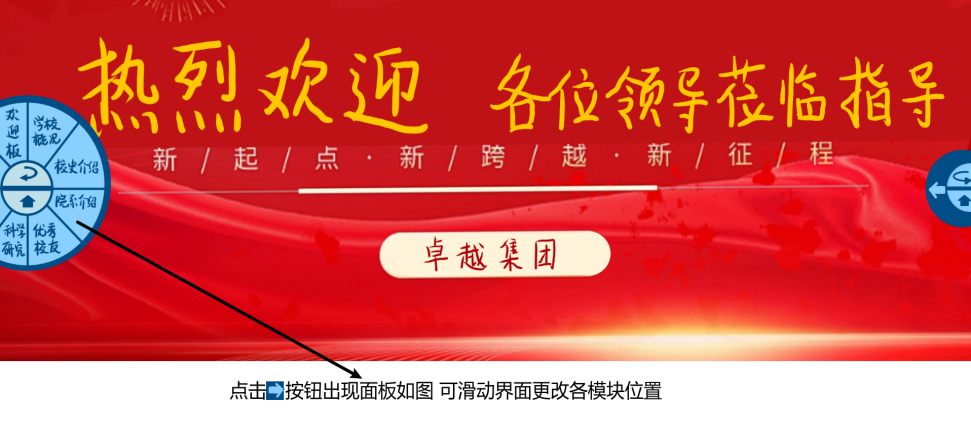 热烈欢迎 各位领导莅临指导
新/起/点·新/跨/越·新/征/程
卓越集团
欢迎板
学校概况
校史介绍
院系介绍
优秀校友
科学研究
点击➡按钮出现面板如图 可滑动界面更改各模块位置